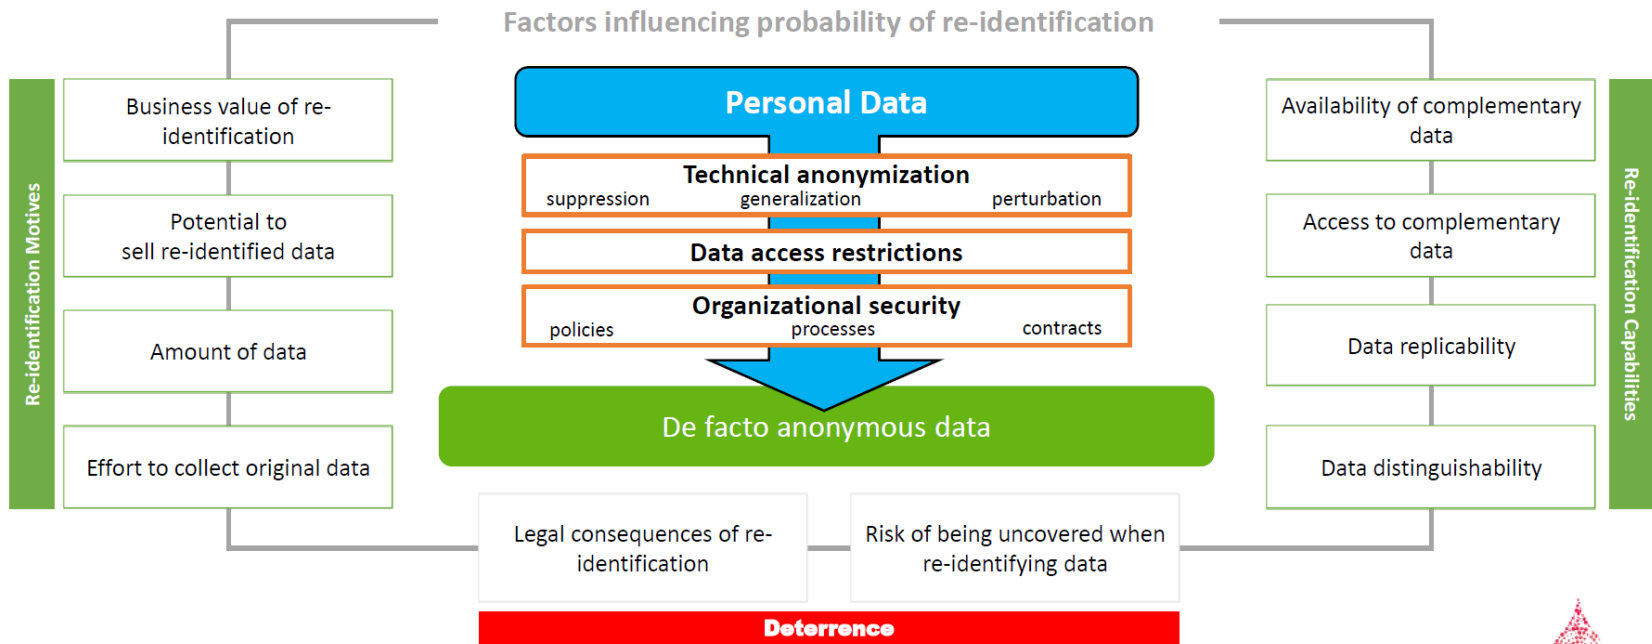 Factors influencing probability of re-identification
Re-identification Motives
Business value of re-
identification
Potential to
sell re-identified data
Amount of data
Effort to collect original data
Personal Data
Technical anonymization
suppression generalization perturbation
Data access restrictions
Organizational security
policies processes contracts
De facto anonymous data
Legal consequences of re-
identification
Risk of being uncovered when
re-identifying data
Deterrence
Availability of complementary
data
Access to complementary
data
Data replicability
Data distinguishability
Re-identification Capabilities